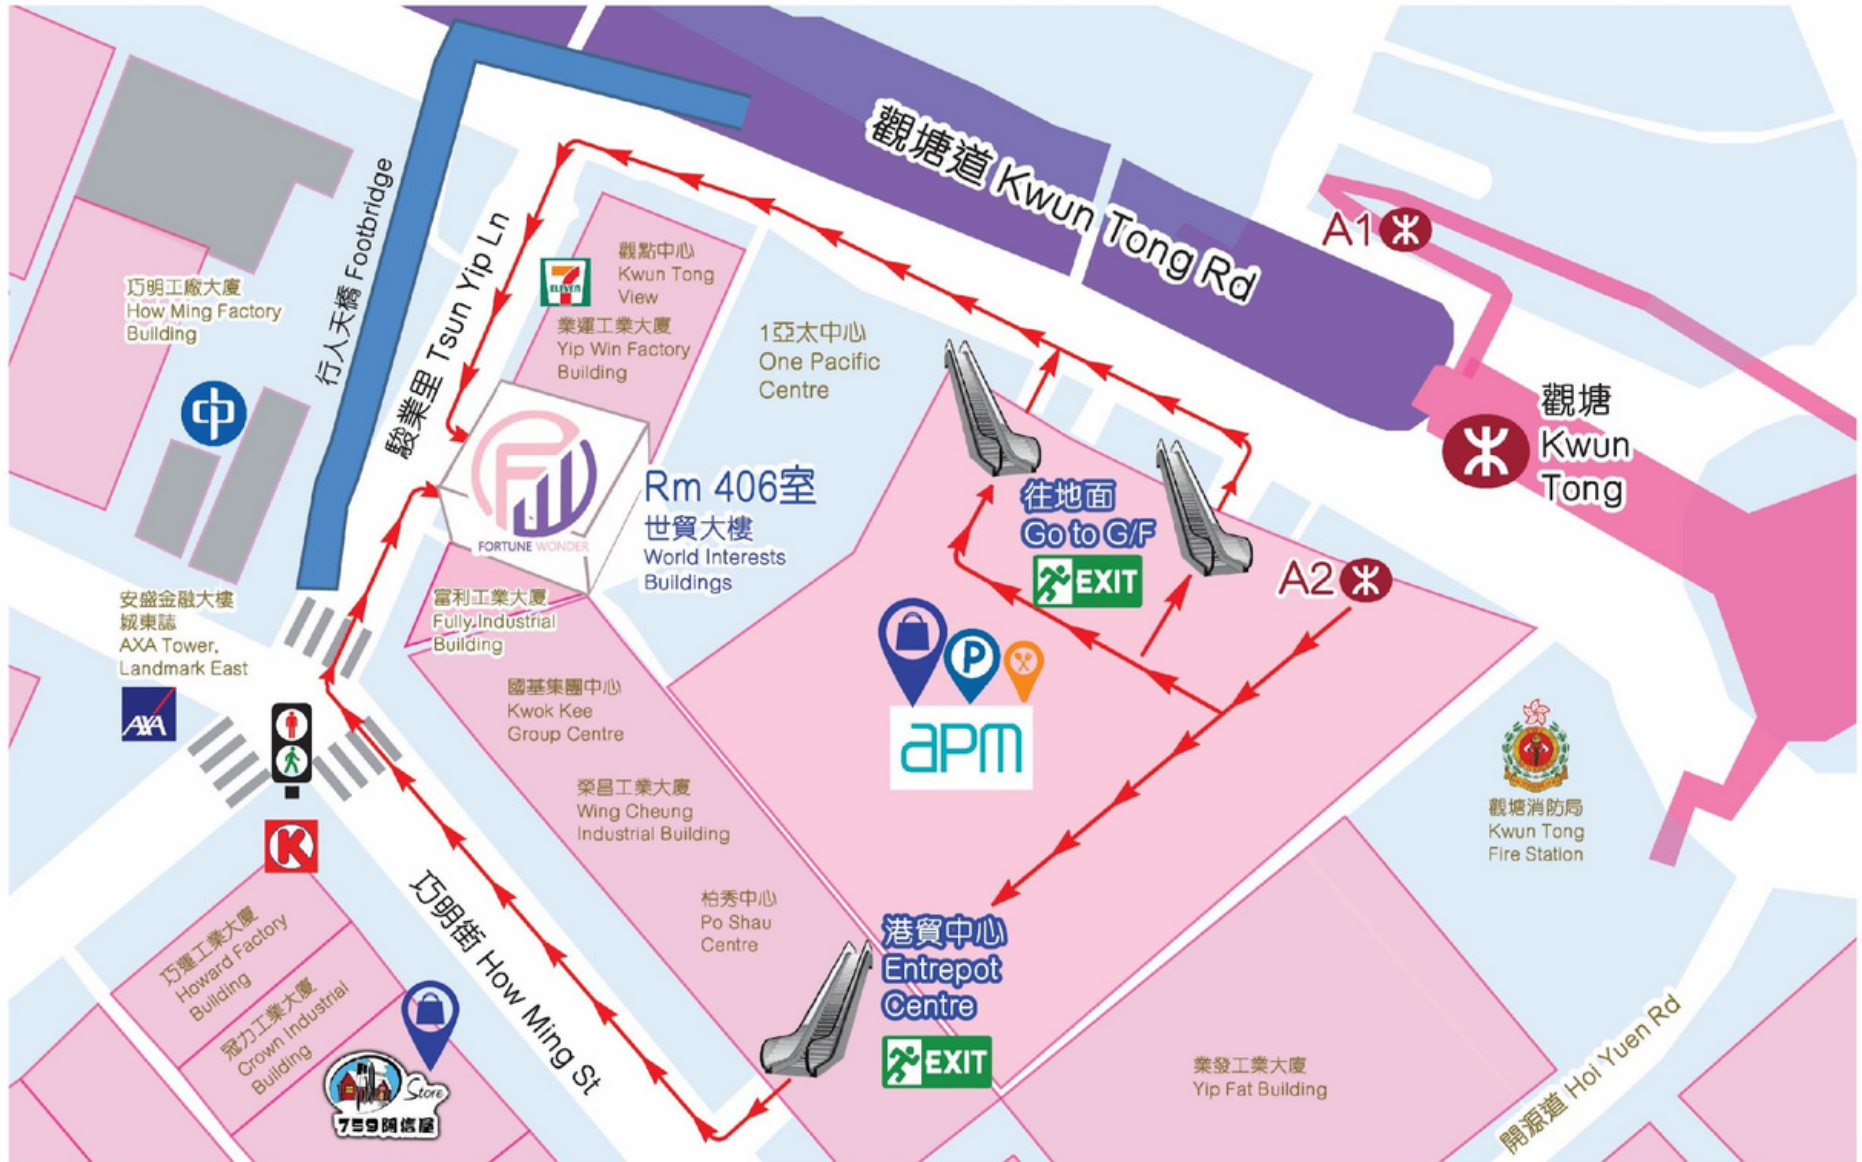 觀塘道 Kwun Tong Rd
A1
行人天橋 Footbridge
駿業里 Tsun Yip Ln
觀點中心
Kwun Tong
View
7
ELEVEN
業運工業大廈
Yip Win Factory
Building
巧明工廠大廈
How Ming Factory
Building
1亞太中心
One Pacific
Centre
觀塘
Kwun
Tong
FORTUNE WONDER
Rm 406室
世貿大樓
World Interests
Buildings
往地面
Go to G/F
EXIT
A2
安盛金融大樓
城東誌
AXA Tower,
Landmark East
AXA
富利工業大廈
Fully Industrial
Building
P
apm
國基集團中心
Kwok Kee
Group Centre
榮昌工業大廈
Wing Cheung
Industrial Building
觀塘消防局
Kwun Tong
Fire Station
K
柏秀中心
Po Shau
Centre
港貿中心
Entrepot
Centre
EXIT
巧明街 How Ming St
巧運工業大廈
Howard Factory
Building
冠力工業大廈
Crown Industrial
Building
Store
759阿信屋
業發工業大廈
Yip Fat Building
開源道 Hoi Yuen Rd